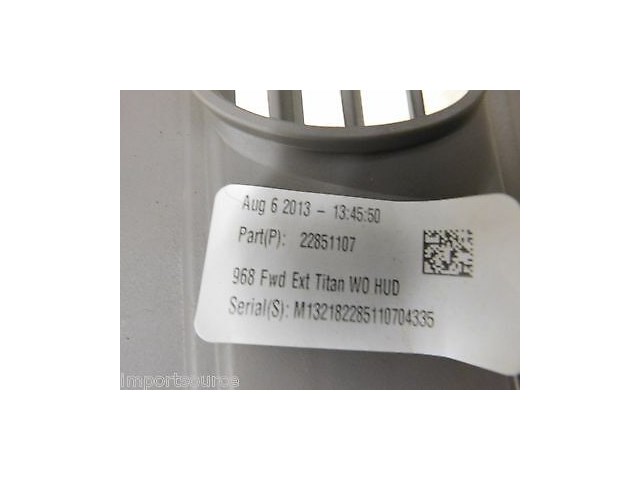 Aug 6 2013 - 13:45:50
Part(P): 22851107
968 Fwd Ext Titan WO HUD
Serial(S): M132182285110704335
importsource